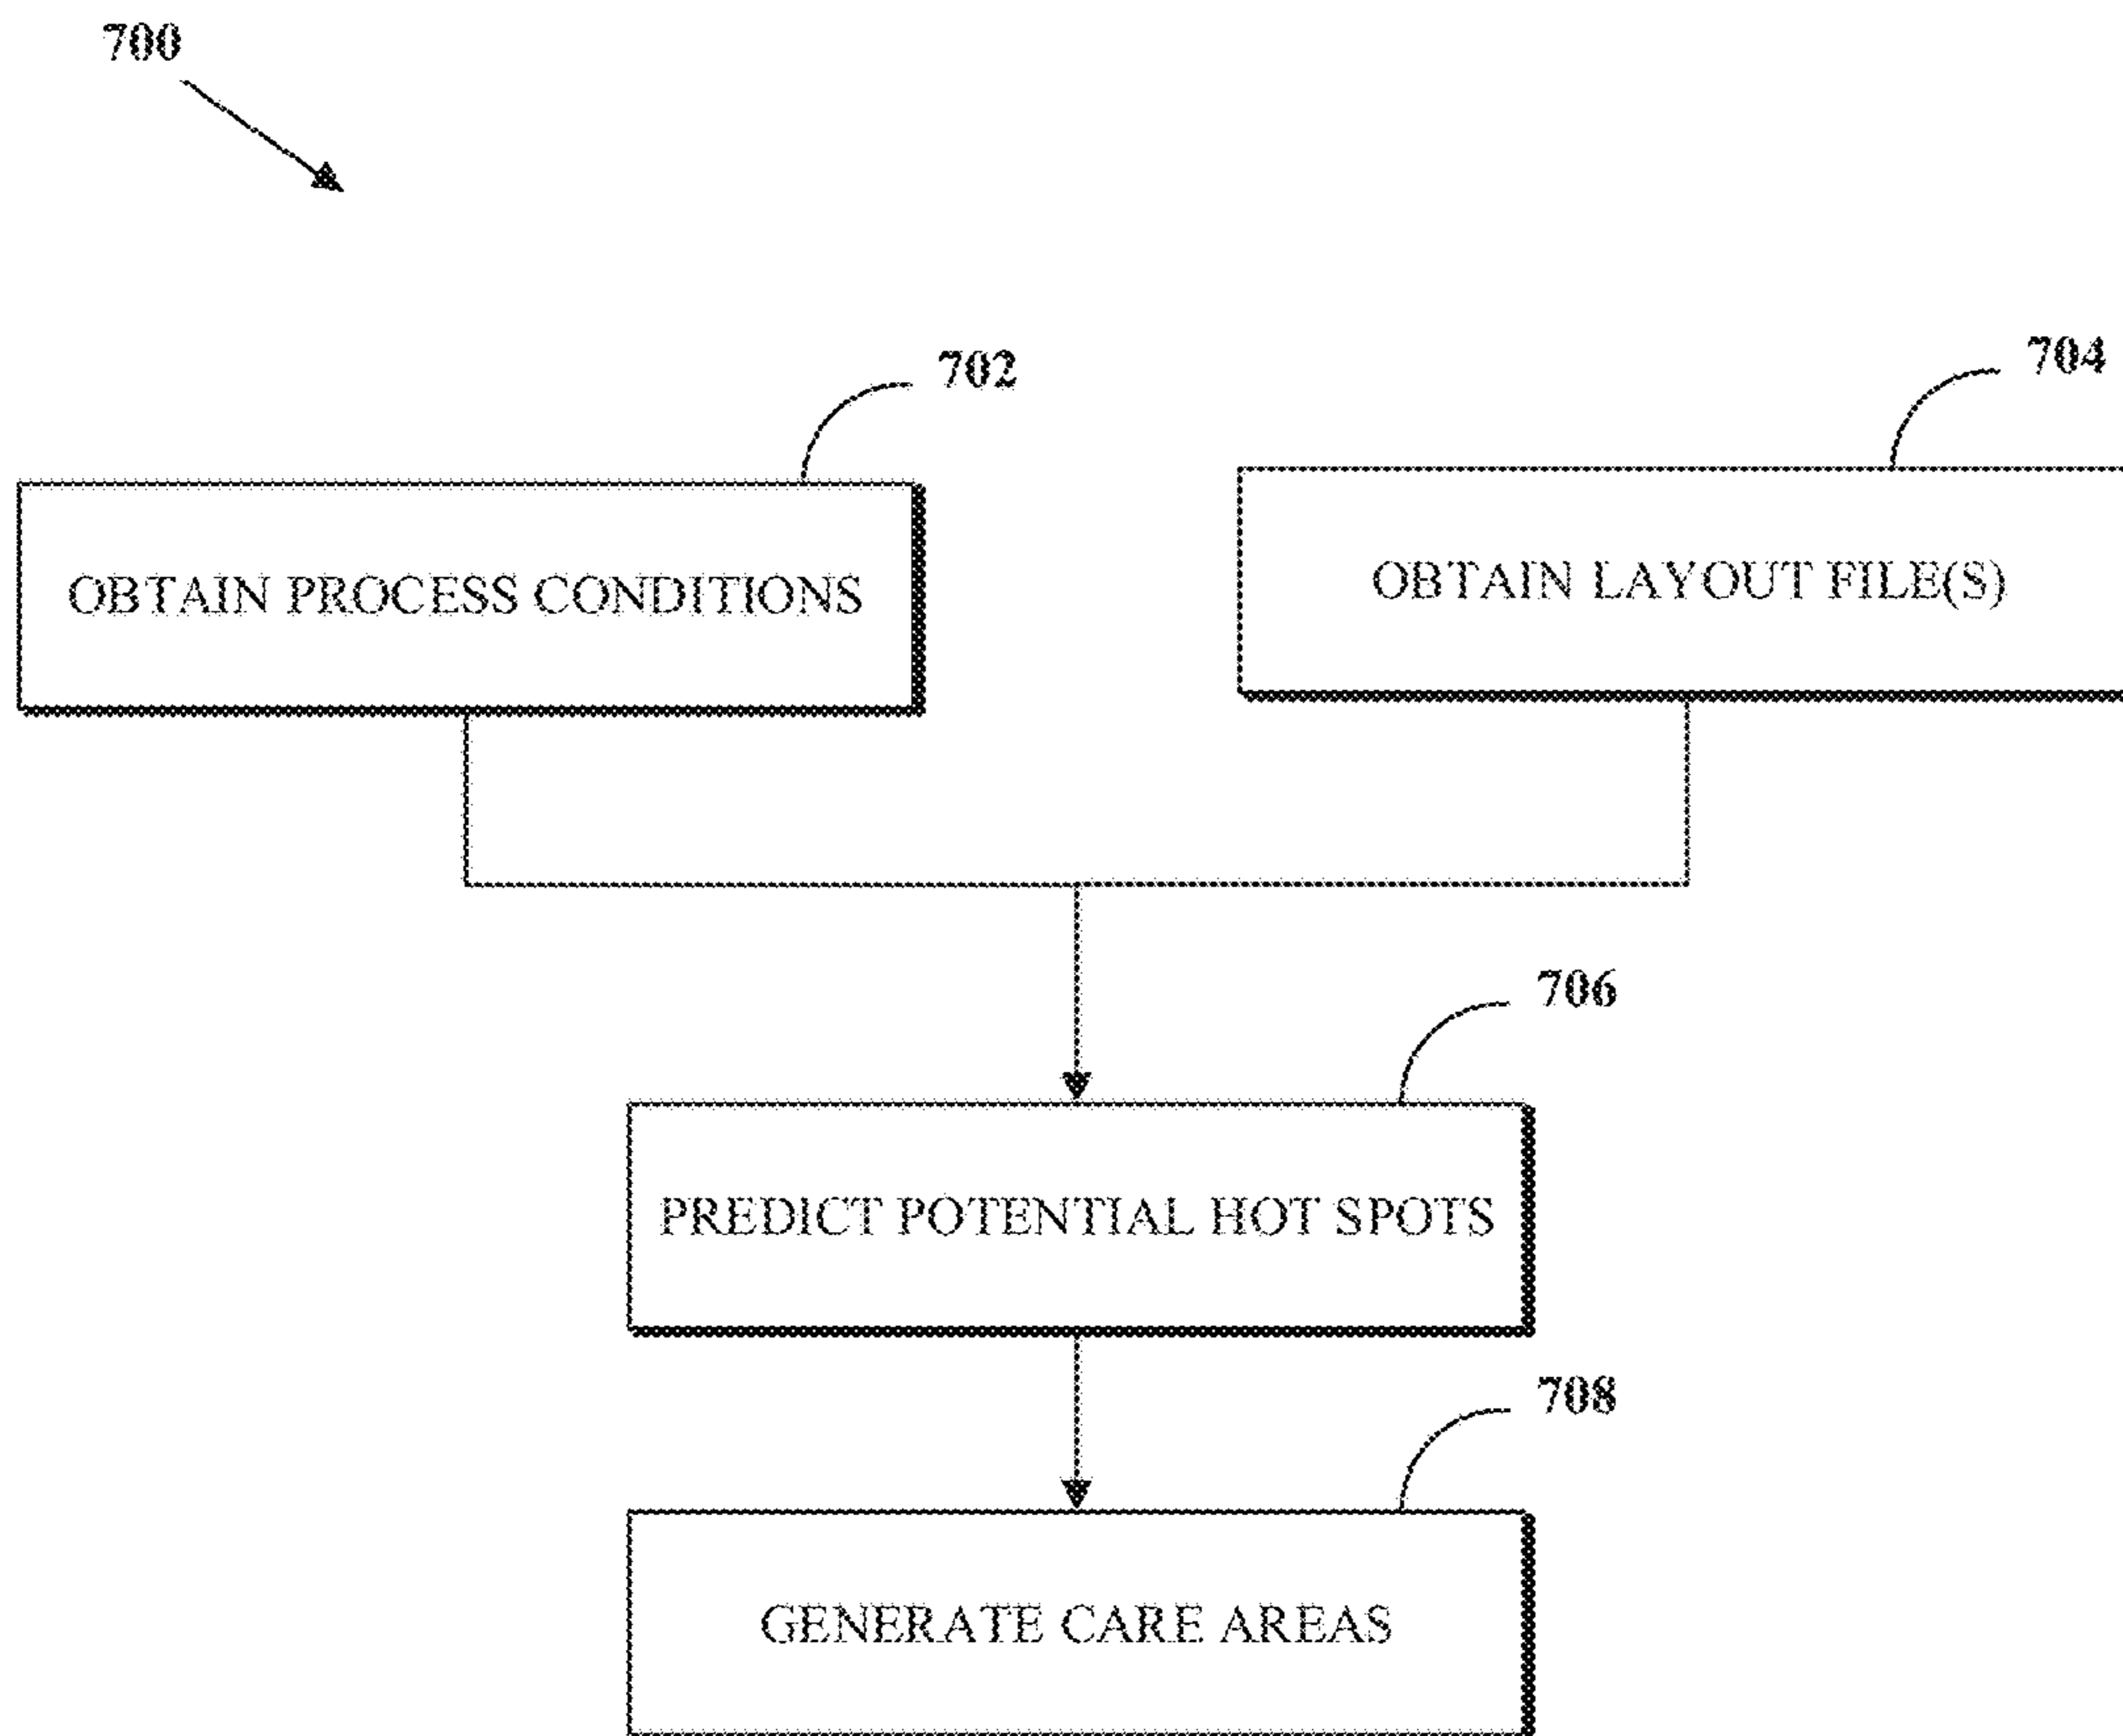 700
702
704
OBTAIN PROCESS CONDITIONS
OBTAIN LAYOUT FILE(S)
706
PREDICT POTENTIAL HOT SPOTS
708
GENERATE CARE AREAS